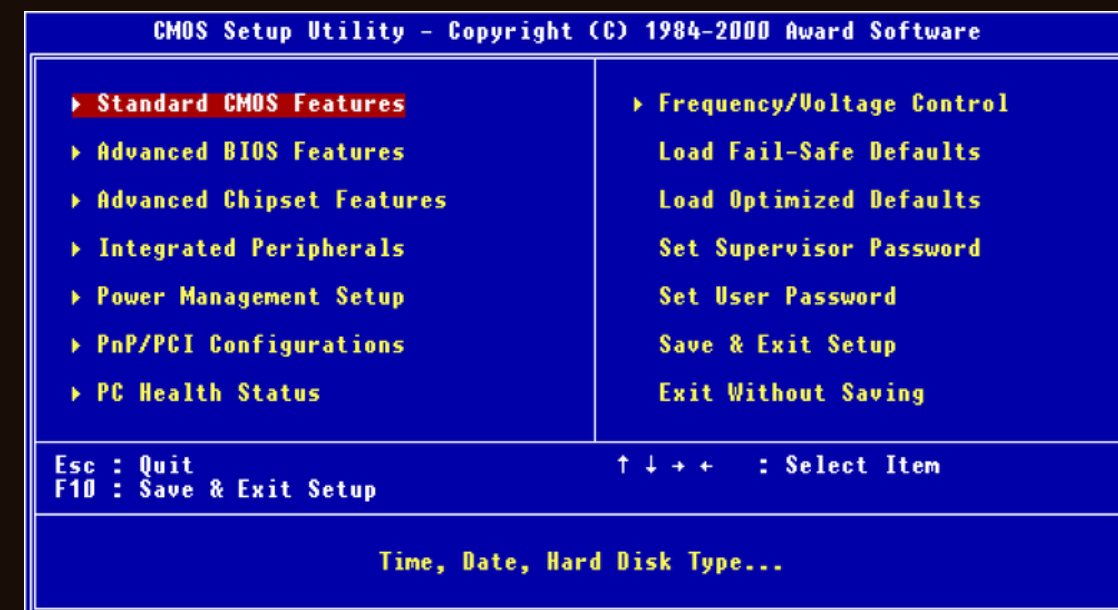 CMOS Setup Utility - Copyright (C) 1984-2000 Award Software
▸ Standard CMOS Features
▸ Advanced BIOS Features
▸ Advanced Chipset Features
▸ Integrated Peripherals
▸ Power Management Setup
▸ PnP/PCI Configurations
▸ PC Health Status
▸ Frequency/Voltage Control
Load Fail-Safe Defaults
Load Optimized Defaults
Set Supervisor Password
Set User Password
Save & Exit Setup
Exit Without Saving
Esc : Quit
F10 : Save & Exit Setup
↑ ↓ → ← : Select Item
Time, Date, Hard Disk Type...